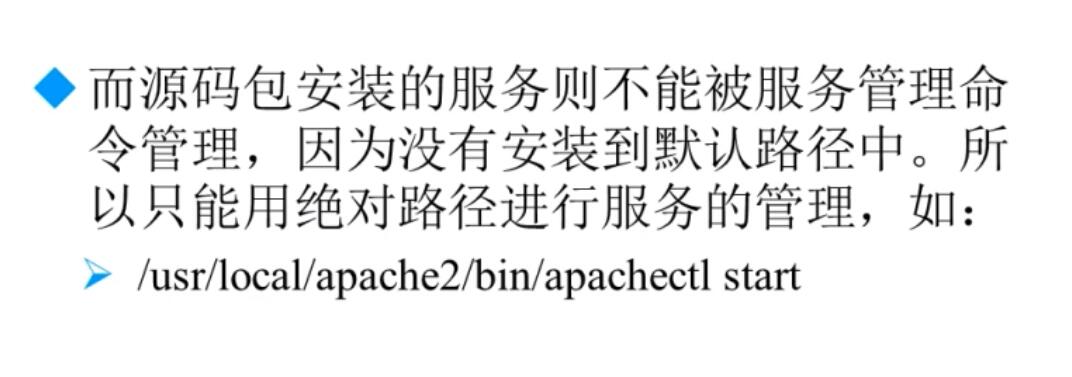 而源码包安装的服务则不能被服务管理命
令管理，因为没有安装到默认路径中。所
以只能用绝对路径进行服务的管理，如：
/usr/local/apache2/bin/apachectl start